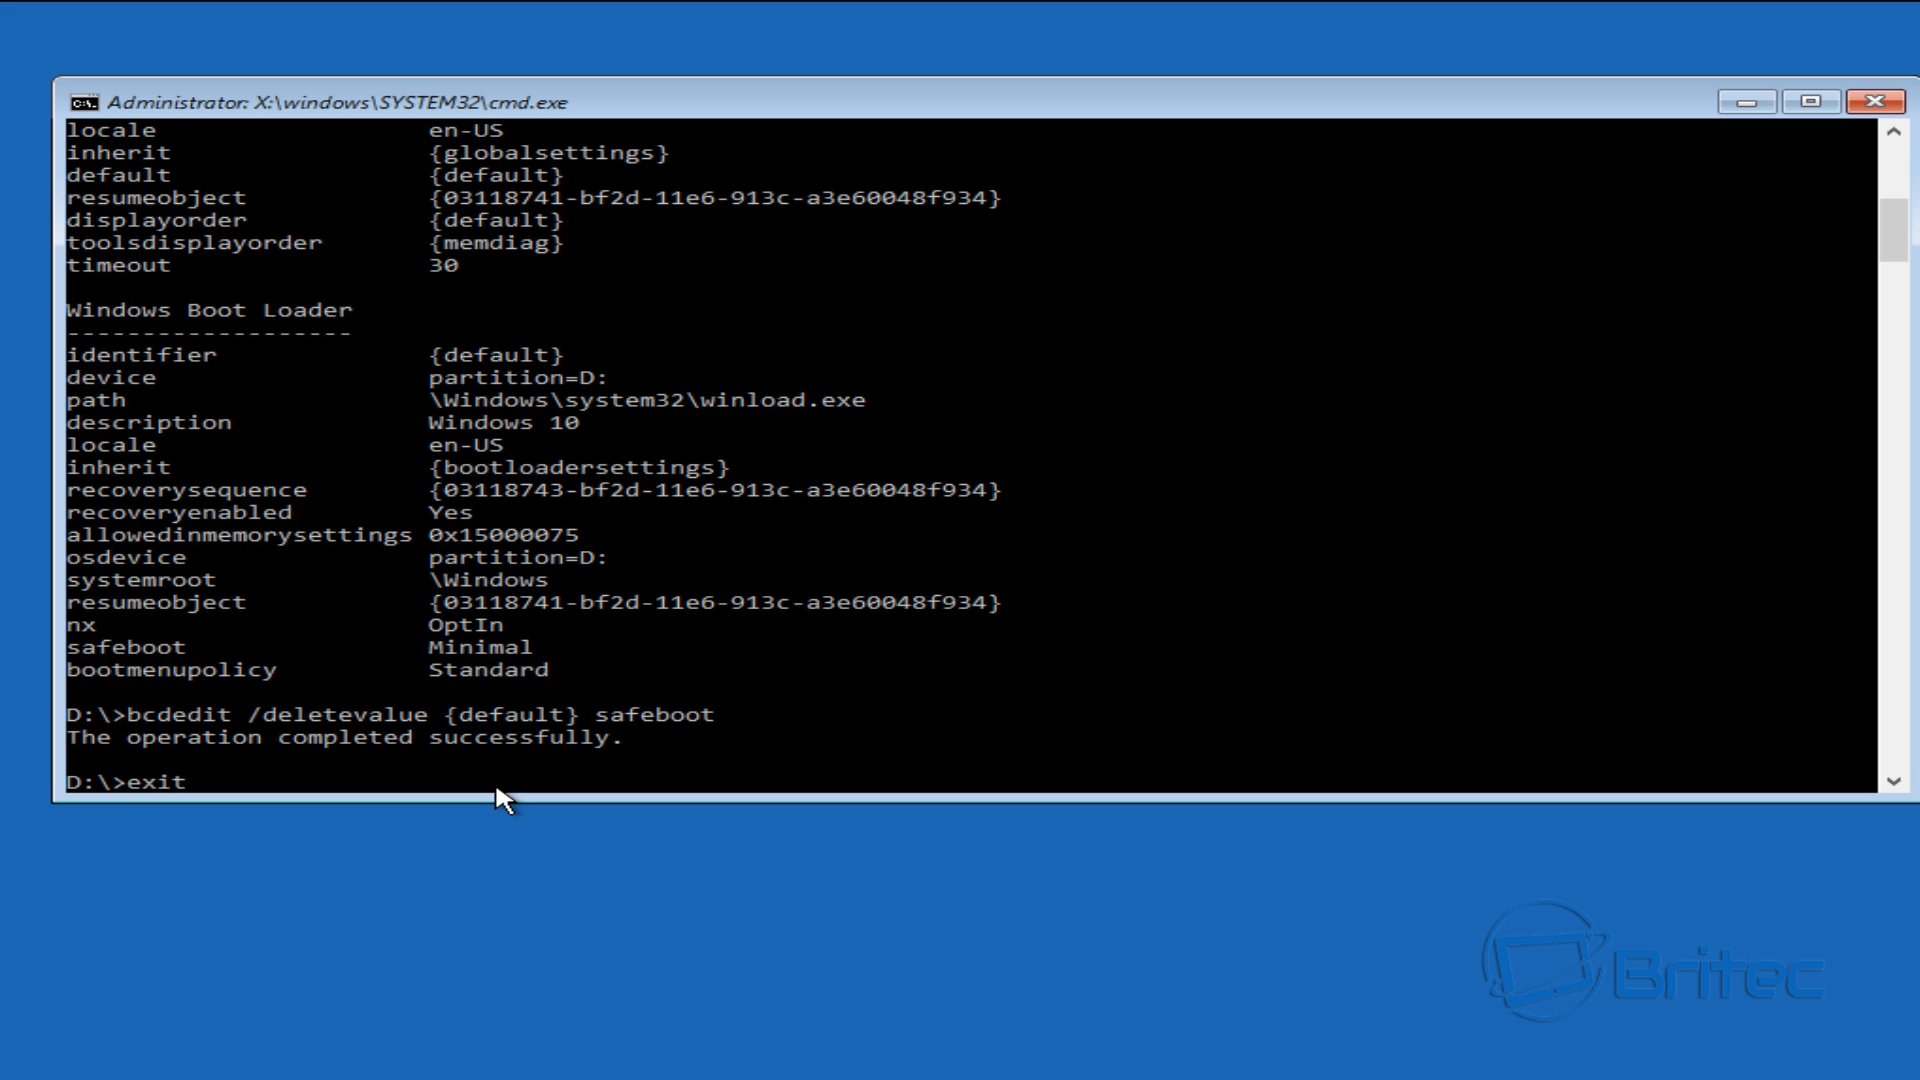 Administrator: X:\windows\SYSTEM32\cmd.exe
locale en-US
inherit {globalsettings}
default {default}
resumeobject {03118741-bf2d-11e6-913c-a3e60048f934}
displayorder {default}
toolsdisplayorder {memdiag}
timeout 30
Windows Boot Loader
-------------------
identifier {default}
device partition=D:
path \Windows\system32\winload.exe
description Windows 10
locale en-US
inherit {bootloadersettings}
recoverysequence {03118743-bf2d-11e6-913c-a3e60048f934}
recoveryenabled Yes
allowedinmemorysettings 0x15000075
osdevice partition=D:
systemroot \Windows
resumeobject {03118741-bf2d-11e6-913c-a3e60048f934}
nx OptIn
safeboot Minimal
bootmenupolicy Standard
D:\>bcdedit /deletevalue {default} safeboot
The operation completed successfully.
D:\>exit
Britec